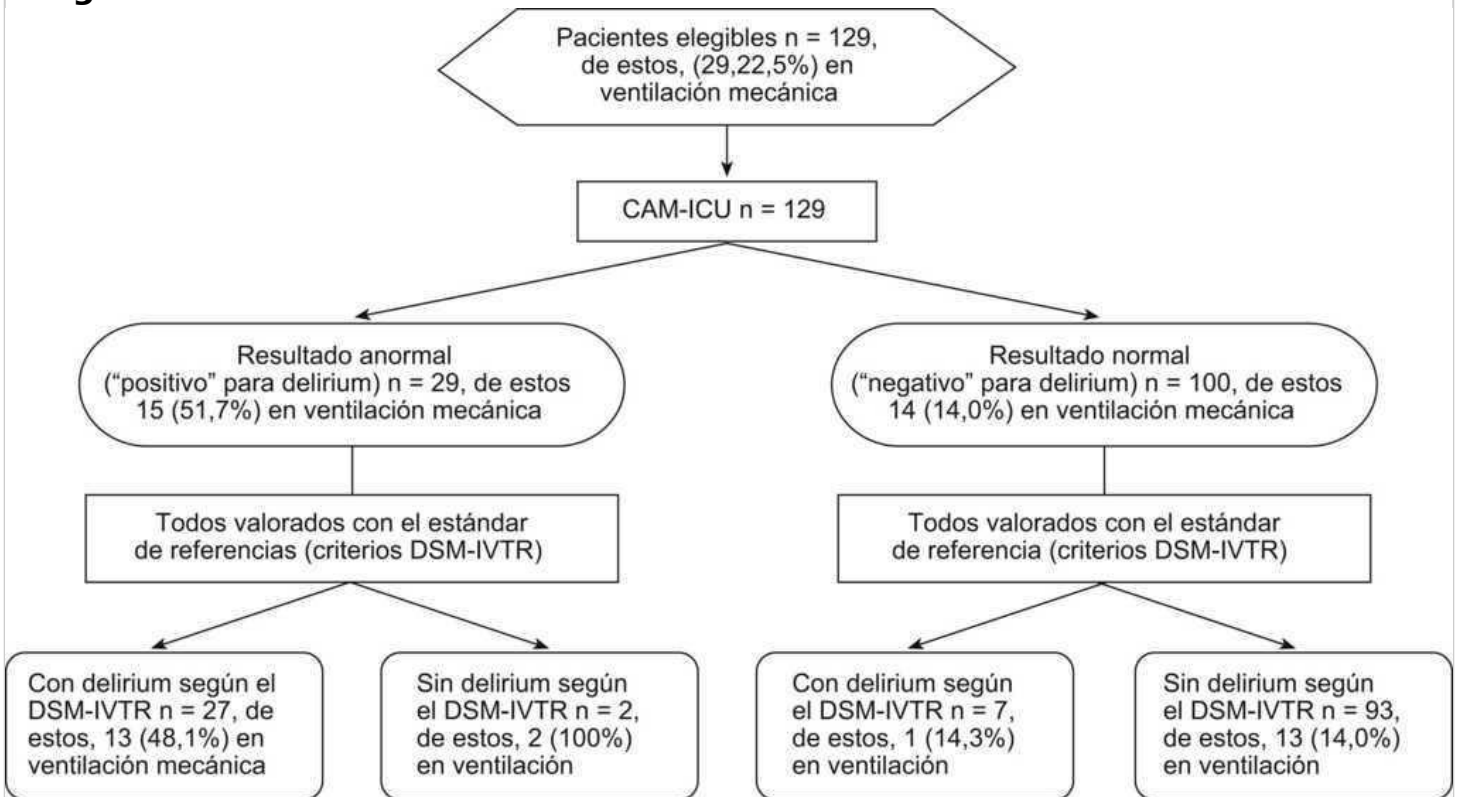 Pacientes elegibles n = 129,
de estos, (29,22,5%) en
ventilación mecánica
CAM-ICU n = 129
Resultado anormal
(“positivo” para delirium) n = 29, de estos
15 (51,7%) en ventilación mecánica
Resultado normal
(“negativo” para delirium) n = 100, de estos
14 (14,0%) en ventilación mecánica
Todos valorados con el estándar
de referencias (criterios DSM-IVTR)
Todos valorados con el estándar
de referencia (criterios DSM-IVTR)
Con delirium según el
DSM-IVTR n = 27, de
estos, 13 (48,1%) en
ventilación mecánica
Sin delirium según
el DSM-IVTR n = 2,
de estos, 2 (100%)
en ventilación
Con delirium según
el DSM-IVTR n = 7,
de estos, 1 (14,3%)
en ventilación
Sin delirium según
el DSM-IVTR n = 93,
de estos, 13 (14,0%)
en ventilación